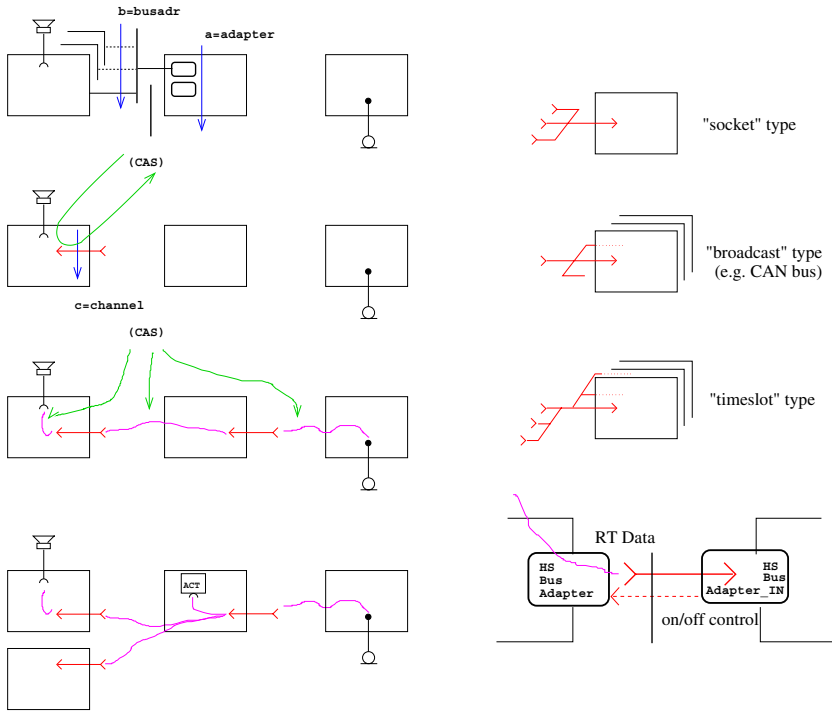 b=busadr
a=adapter
(CAS)
c=channel
(CAS)
ACT
"socket" type
"broadcast" type
(e.g. CAN bus)
"timeslot" type
RT Data
HS
Bus
Adapter
HS
Bus
Adapter_IN
on/off control